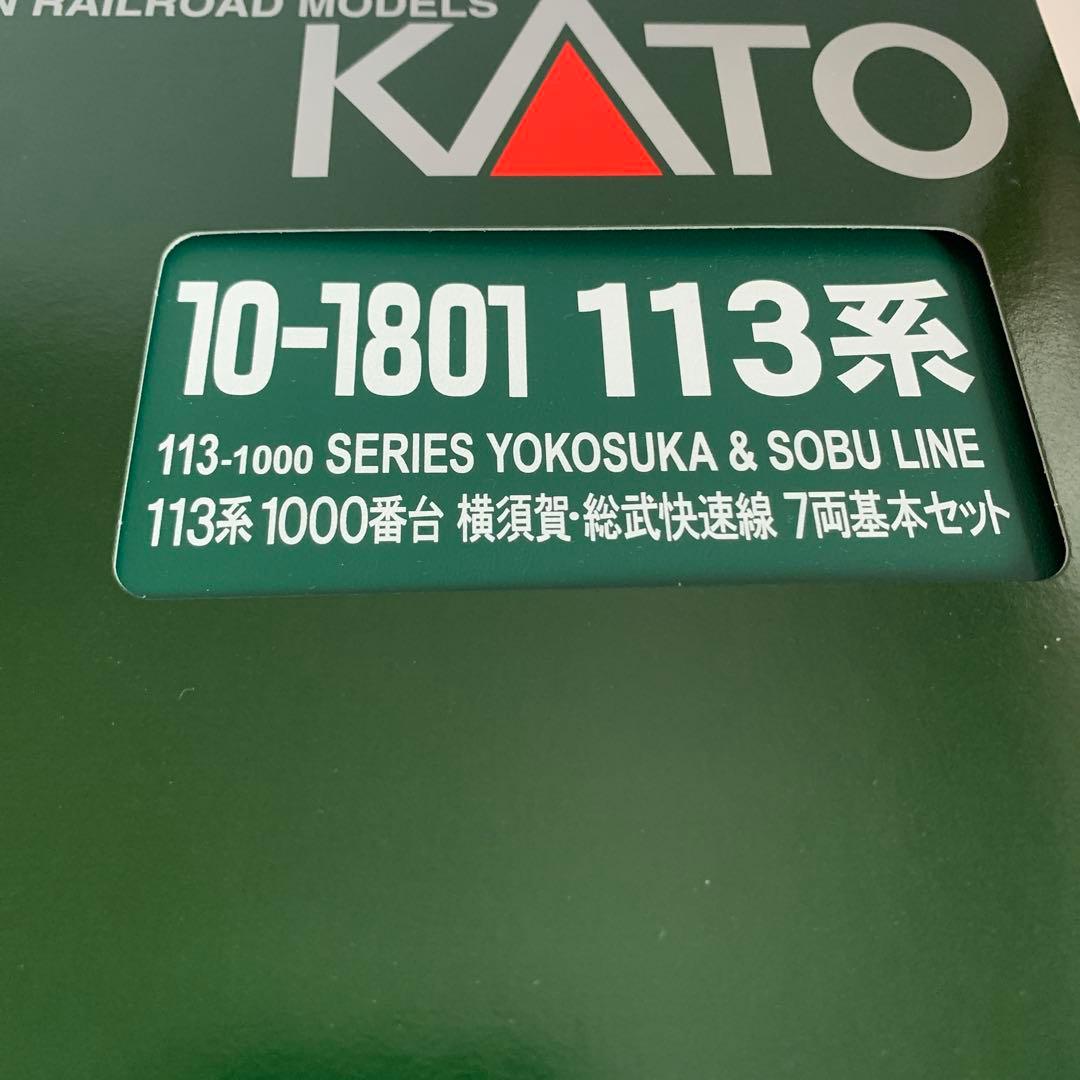 N RAILROAD MODELS
KATO
10-1801 113系
113-1000 SERIES YOKOSUKA & SOBU LINE
113系 1000番台 横須賀・総武快速線 7両基本セット